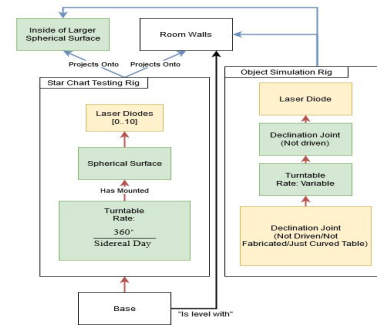 Inside of Larger
Spherical Surface
Room Walls
Projects Onto
Projects Onto
Star Chart Testing Rig
Object Simulation Rig
Laser Diodes
[0..10]
Spherical Surface
Has Mounted
Turntable
Rate:
360°
Sidereal Day
Base
"Is level with"
Laser Diode
Declination Joint
(Not driven)
Turntable
Rate: Variable
Declination Joint
(Not Driven/Not
Fabricated/Just Curved Table)